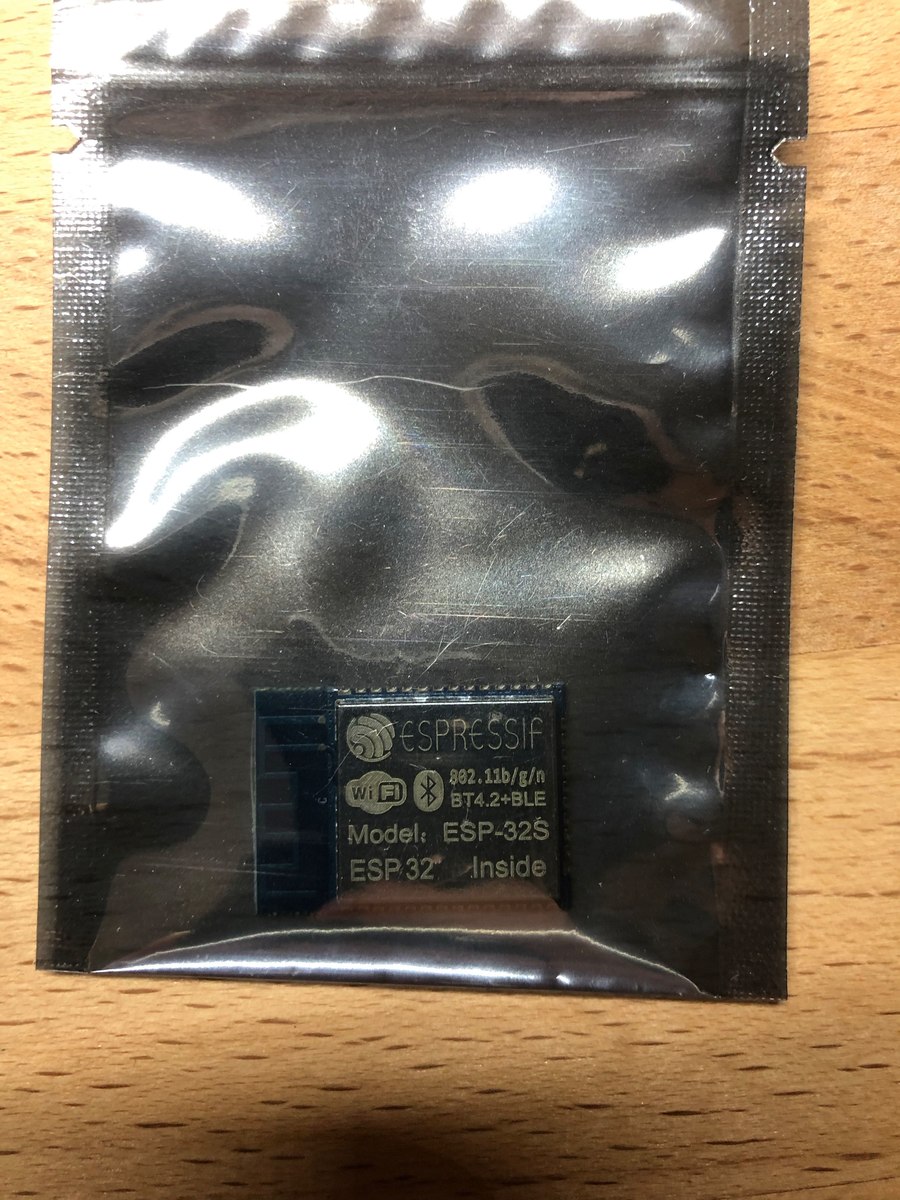 ESPRESSIF
WiFi 802.11b/g/n
BT4.2+BLE
Model: ESP-32S
ESP32 Inside